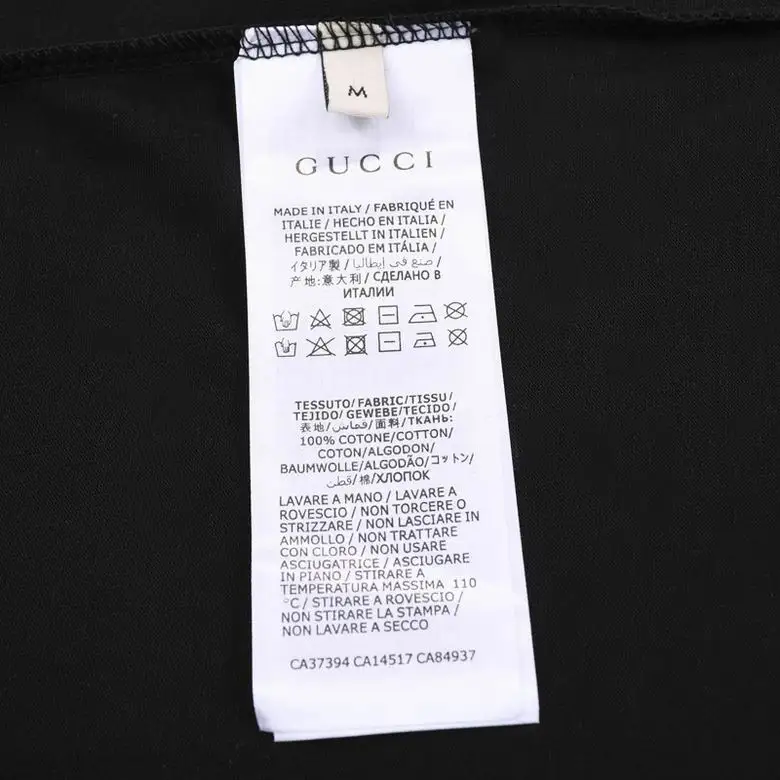 M
GUCCI
MADE IN ITALY / FABRIQUÉ EN
ITALIE / HECHO EN ITALIA /
HERGESTELLT IN ITALIEN /
FABRICADO EM ITÁLIA /
イタリア製 / صنع في إيطاليا /
产地:意大利 / СДЕЛАНО В
ИТАЛИИ
TESSUTO/FABRIC/TISSU/
TEJIDO/GEWEBE/TECIDO/
表地/قماش/面料/ТКАНЬ:
100% COTONE/COTTON/
COTON/ALGODON/
BAUMWOLLE/ALGODÃO/コットン/
قطن/棉/ХЛОПОК
LAVARE A MANO / LAVARE A
ROVESCIO / NON TORCERE O
STRIZZARE / NON LASCIARE IN
AMMOLLO / NON TRATTARE
CON CLORO / NON USARE
ASCIUGATRICE / ASCIUGARE
IN PIANO / STIRARE A
TEMPERATURA MASSIMA 110
°C / STIRARE A ROVESCIO /
NON STIRARE LA STAMPA /
NON LAVARE A SECCO
CA37394 CA14517 CA84937